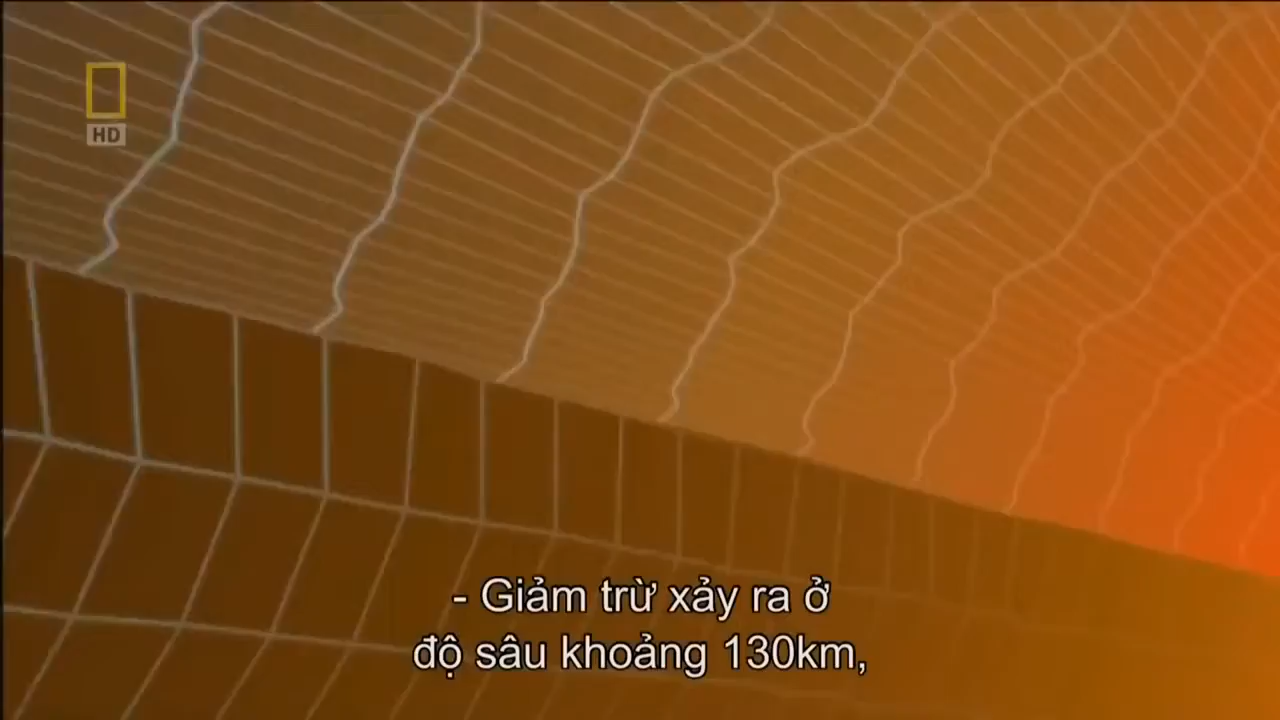 HD
- Giảm trừ xảy ra ở
độ sâu khoảng 130km,